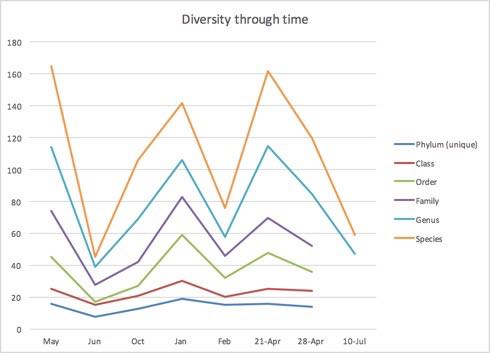 Diversity through time
180
160
140
120
100
80
60
40
20
0
May Jun Oct Jan Feb 21-Apr 28-Apr 10-Jul
Phylum (unique)
Class
Order
Family
Genus
Species